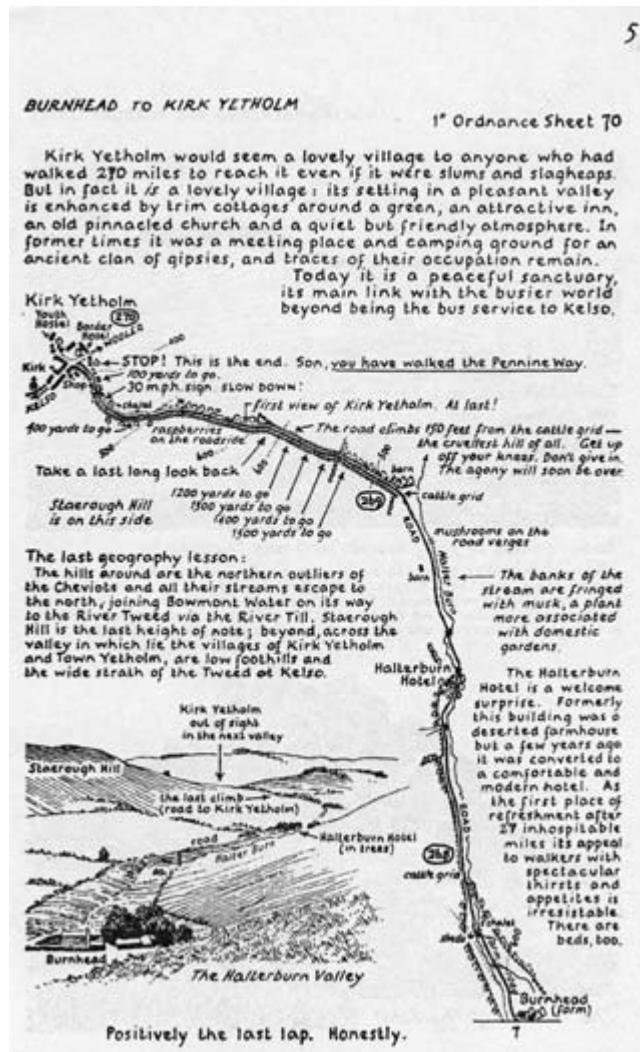 5
BURNHEAD TO KIRK YETHOLM
1" Ordnance Sheet 70
Kirk Yetholm would seem a lovely village to anyone who had
walked 270 miles to reach it even if it were slums and slagheaps.
But in fact it is a lovely village: its setting in a pleasant valley
is enhanced by trim cottages around a green, an attractive inn,
an old pinnacled church and a quiet but friendly atmosphere. In
former times it was a meeting place and camping ground for an
ancient clan of gipsies, and traces of their occupation remain.
Today it is a peaceful sanctuary,
its main link with the busier world
beyond being the bus service to Kelso.
Kirk Yetholm
Youth
Hostel
Border
Hotel
270
WOOLER
400
Kirk
Shop
KELSO
STOP! This is the end. Son, you have walked the Pennine Way.
100 yards to go.
30 m.p.h. sign. SLOW DOWN!
chalet
400 yards to go
500
raspberries
on the roadside
600
first view of Kirk Yetholm. At last!
The road climbs 150 feet from the cattle grid —
the cruellest hill of all. Get up
off your knees. Don't give in.
The agony will soon be over.
Take a last long look back
600
500
barn
1200 yards to go
1300 yards to go
1400 yards to go
1500 yards to go
269
cattle grid
Staerough Hill
is on this side
ROAD
mushrooms on the
road verges
Halter Burn
barn
The banks of the
stream are fringed
with musk, a plant
more associated
with domestic
gardens.
The last geography lesson:
The hills around are the northern outliers of
the Cheviots and all their streams escape to
the north, joining Bowmont Water on its way
to the River Tweed via the River Till. Staerough
Hill is the last height of note; beyond, across the
valley in which lie the villages of Kirk Yetholm
and Town Yetholm, are low foothills and
the wide strath of the Tweed at Kelso.
Halterburn
Hotel
The Halterburn
Hotel is a welcome
surprise. Formerly
this building was a
deserted farmhouse
but a few years ago
it was converted to
a comfortable and
modern hotel. As
the first place of
refreshment after
27 inhospitable
miles its appeal
to walkers with
spectacular
thirsts and
appetites is
irresistable.
There are
beds, too.
Kirk Yetholm
out of sight
in the next valley
Staerough Hill
the last climb
(road to Kirk Yetholm)
road
Halter Burn
Halterburn Hotel
(in trees)
Burnhead
The Halterburn Valley
ROAD
268
cattle grid
chalet
sheds
Burnhead
(farm)
Positively the last lap. Honestly.